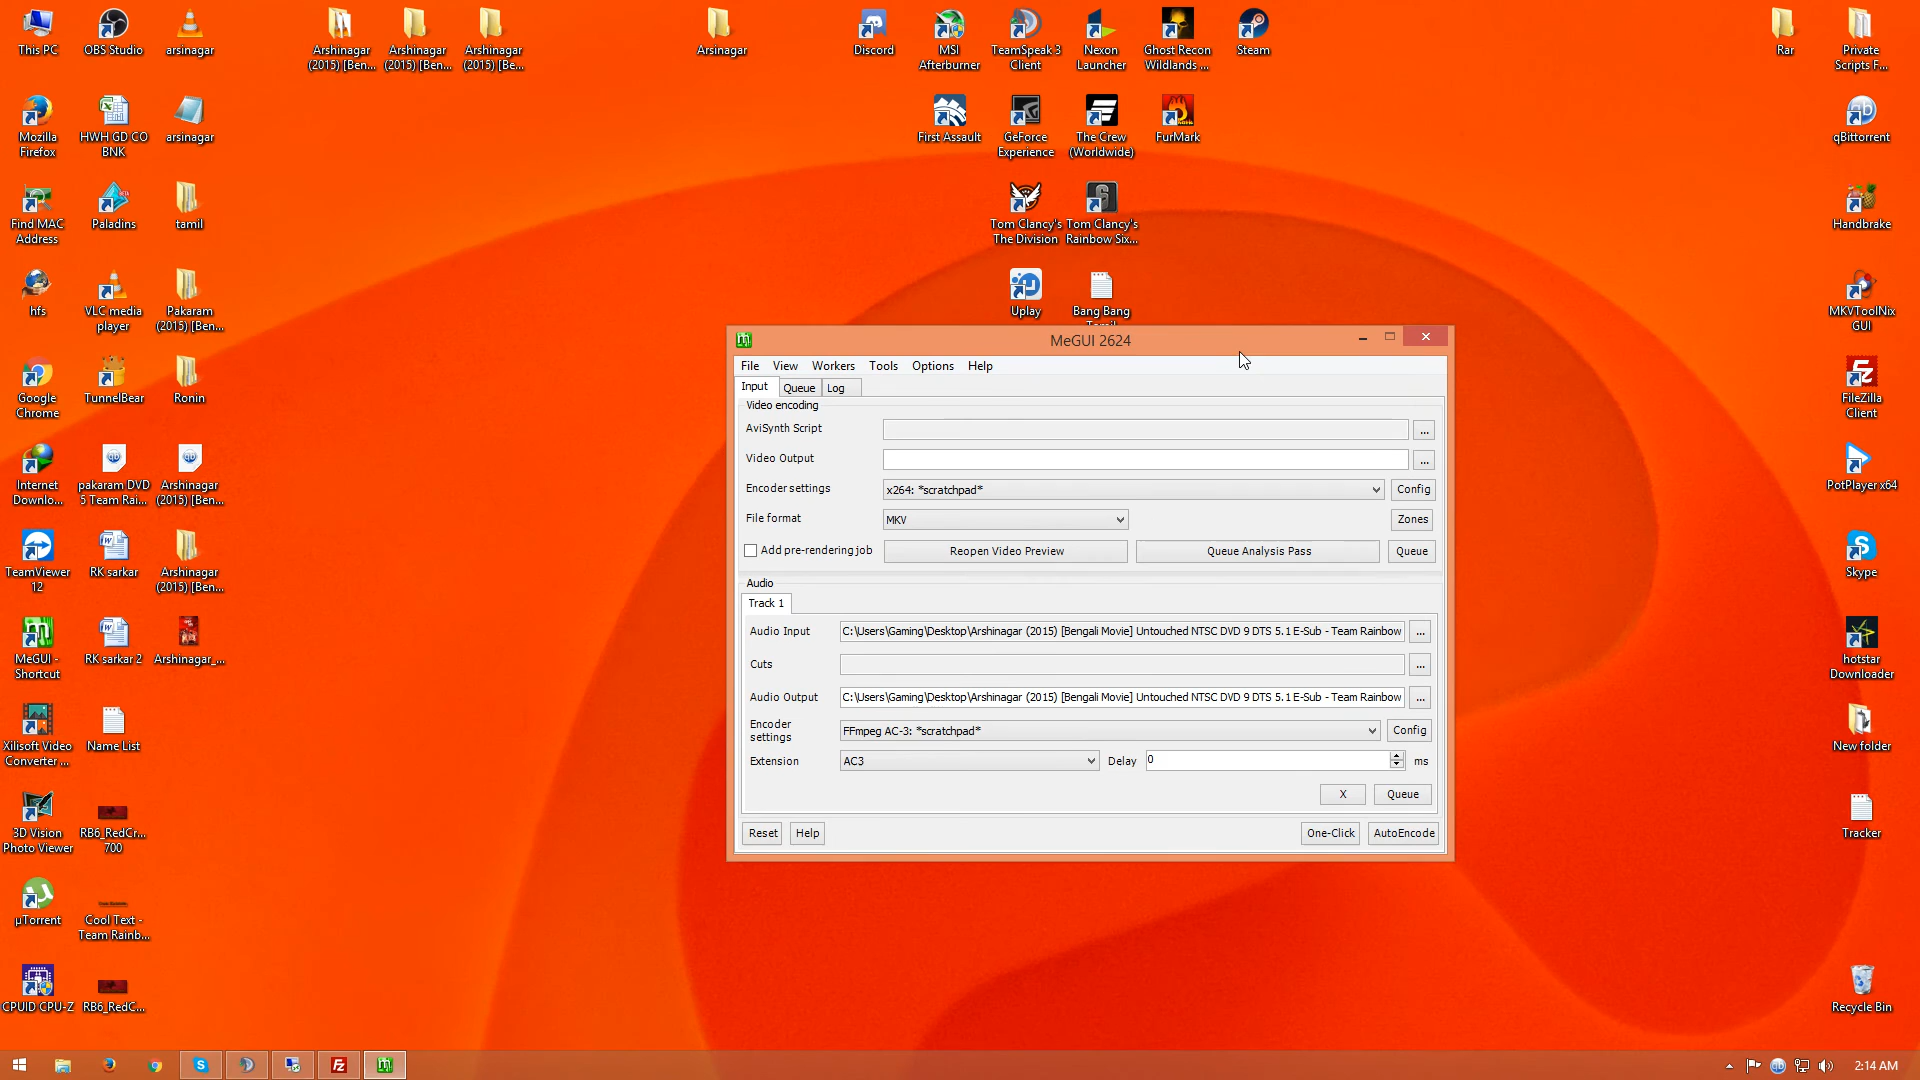 This PC
OBS Studio
arsinagar
Arshinagar
(2015) [Ben...
Arshinagar
(2015) [Ben...
Arshinagar
(2015) [Be...
Arsinagar
Discord
MSI
Afterburner
TeamSpeak 3
Client
Nexon
Launcher
Ghost Recon
Wildlands ...
Steam
Rar
Private
Scripts F...
Mozilla
Firefox
HWH GD CO
BNK
arsinagar
First Assault
GeForce
Experience
The Crew
(Worldwide)
FurMark
qBittorrent
Find MAC
Address
Paladins
tamil
Tom Clancy's
The Division
Tom Clancy's
Rainbow Six...
Handbrake
hfs
VLC media
player
Pakaram
(2015) [Ben...
Uplay
Bang Bang
MKVToolNix
GUI
Google
Chrome
TunnelBear
Ronin
FileZilla
Client
Internet
Downlo...
pakaram DVD
5 Team Rai...
Arshinagar
(2015) [Ben...
PotPlayer x64
TeamViewer
12
RK sarkar
Arshinagar
(2015) [Ben...
Skype
MeGUI -
Shortcut
RK sarkar 2
Arshinagar_...
hotstar
Downloader
Xilisoft Video
Converter ...
Name List
New folder
3D Vision
Photo Viewer
RB6_RedCr...
700
Tracker
µTorrent
Cool Text -
Team Rainb...
CPUID CPU-Z
RB6_RedC...
Recycle Bin
MeGUI 2624
File View Workers Tools Options Help
Input Queue Log
Video encoding
AviSynth Script ...
Video Output ...
Encoder settings x264: *scratchpad* Config
File format MKV Zones
Add pre-rendering job Reopen Video Preview Queue Analysis Pass Queue
Audio
Track 1
Audio Input C:\Users\Gaming\Desktop\Arshinagar (2015) [Bengali Movie] Untouched NTSC DVD 9 DTS 5.1 E-Sub - Team Rainbow ...
Cuts ...
Audio Output C:\Users\Gaming\Desktop\Arshinagar (2015) [Bengali Movie] Untouched NTSC DVD 9 DTS 5.1 E-Sub - Team Rainbow ...
Encoder
settings FFmpeg AC-3: *scratchpad* Config
Extension AC3 Delay 0 ms
X Queue
Reset Help One-Click AutoEncode
2:14 AM